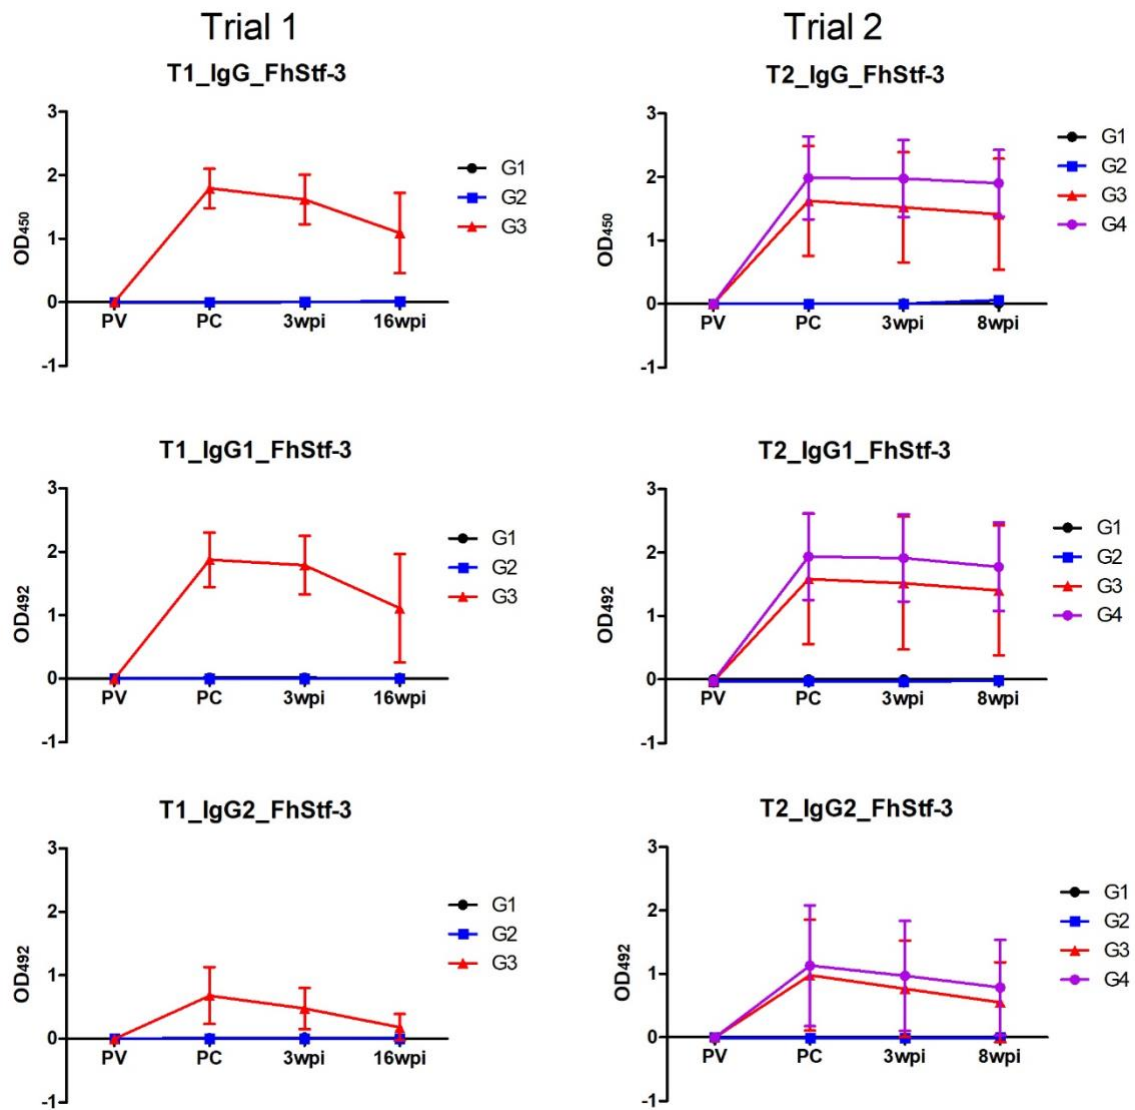 Trial 1
Trial 2
T1_IgG_FhStf-3
3
2
1
0
-1
OD450
PV
PC
3wpi
16wpi
G1
G2
G3
T2_IgG_FhStf-3
3
2
1
0
-1
OD450
PV
PC
3wpi
8wpi
G1
G2
G3
G4
T1_IgG1_FhStf-3
3
2
1
0
-1
OD492
PV
PC
3wpi
16wpi
G1
G2
G3
T2_IgG1_FhStf-3
3
2
1
0
-1
OD492
PV
PC
3wpi
8wpi
G1
G2
G3
G4
T1_IgG2_FhStf-3
3
2
1
0
-1
OD492
PV
PC
3wpi
16wpi
G1
G2
G3
T2_IgG2_FhStf-3
3
2
1
0
-1
OD492
PV
PC
3wpi
8wpi
G1
G2
G3
G4